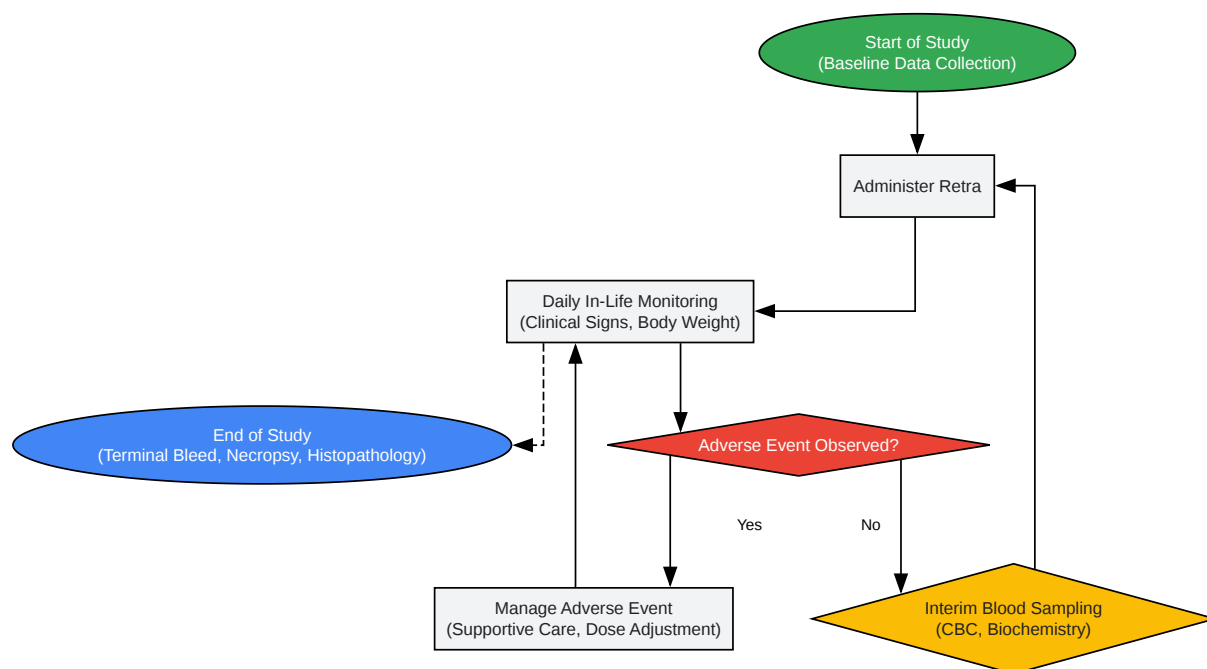 Start of Study
(Baseline Data Collection)
Administer Retra
Daily In-Life Monitoring
(Clinical Signs, Body Weight)
End of Study
(Terminal Bleed, Necropsy, Histopathology)
Adverse Event Observed?
Yes
No
Manage Adverse Event
(Supportive Care, Dose Adjustment)
Interim Blood Sampling
(CBC, Biochemistry)